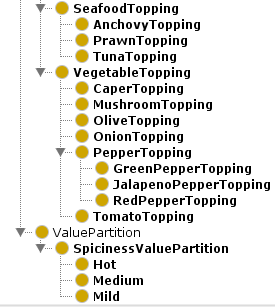 SeafoodTopping
AnchovyTopping
PrawnTopping
TunaTopping
VegetableTopping
CaperTopping
MushroomTopping
OliveTopping
OnionTopping
PepperTopping
GreenPepperTopping
JalapenoPepperTopping
RedPepperTopping
TomatoTopping
ValuePartition
SpicinessValuePartition
Hot
Medium
Mild